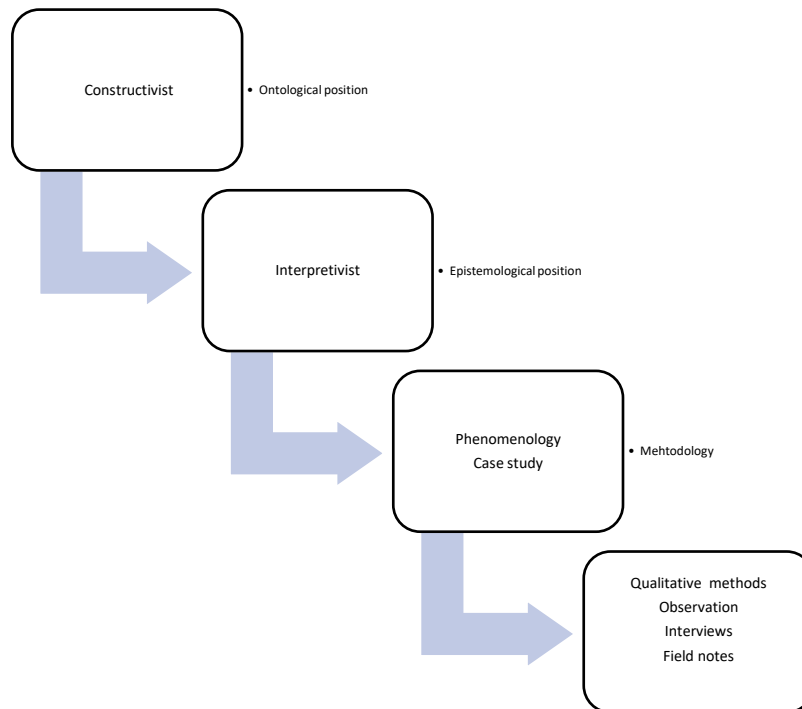 Constructivist
• Ontological position
Interpretivist
• Epistemological position
Phenomenology
Case study
• Mehtodology
Qualitative methods
Observation
Interviews
Field notes